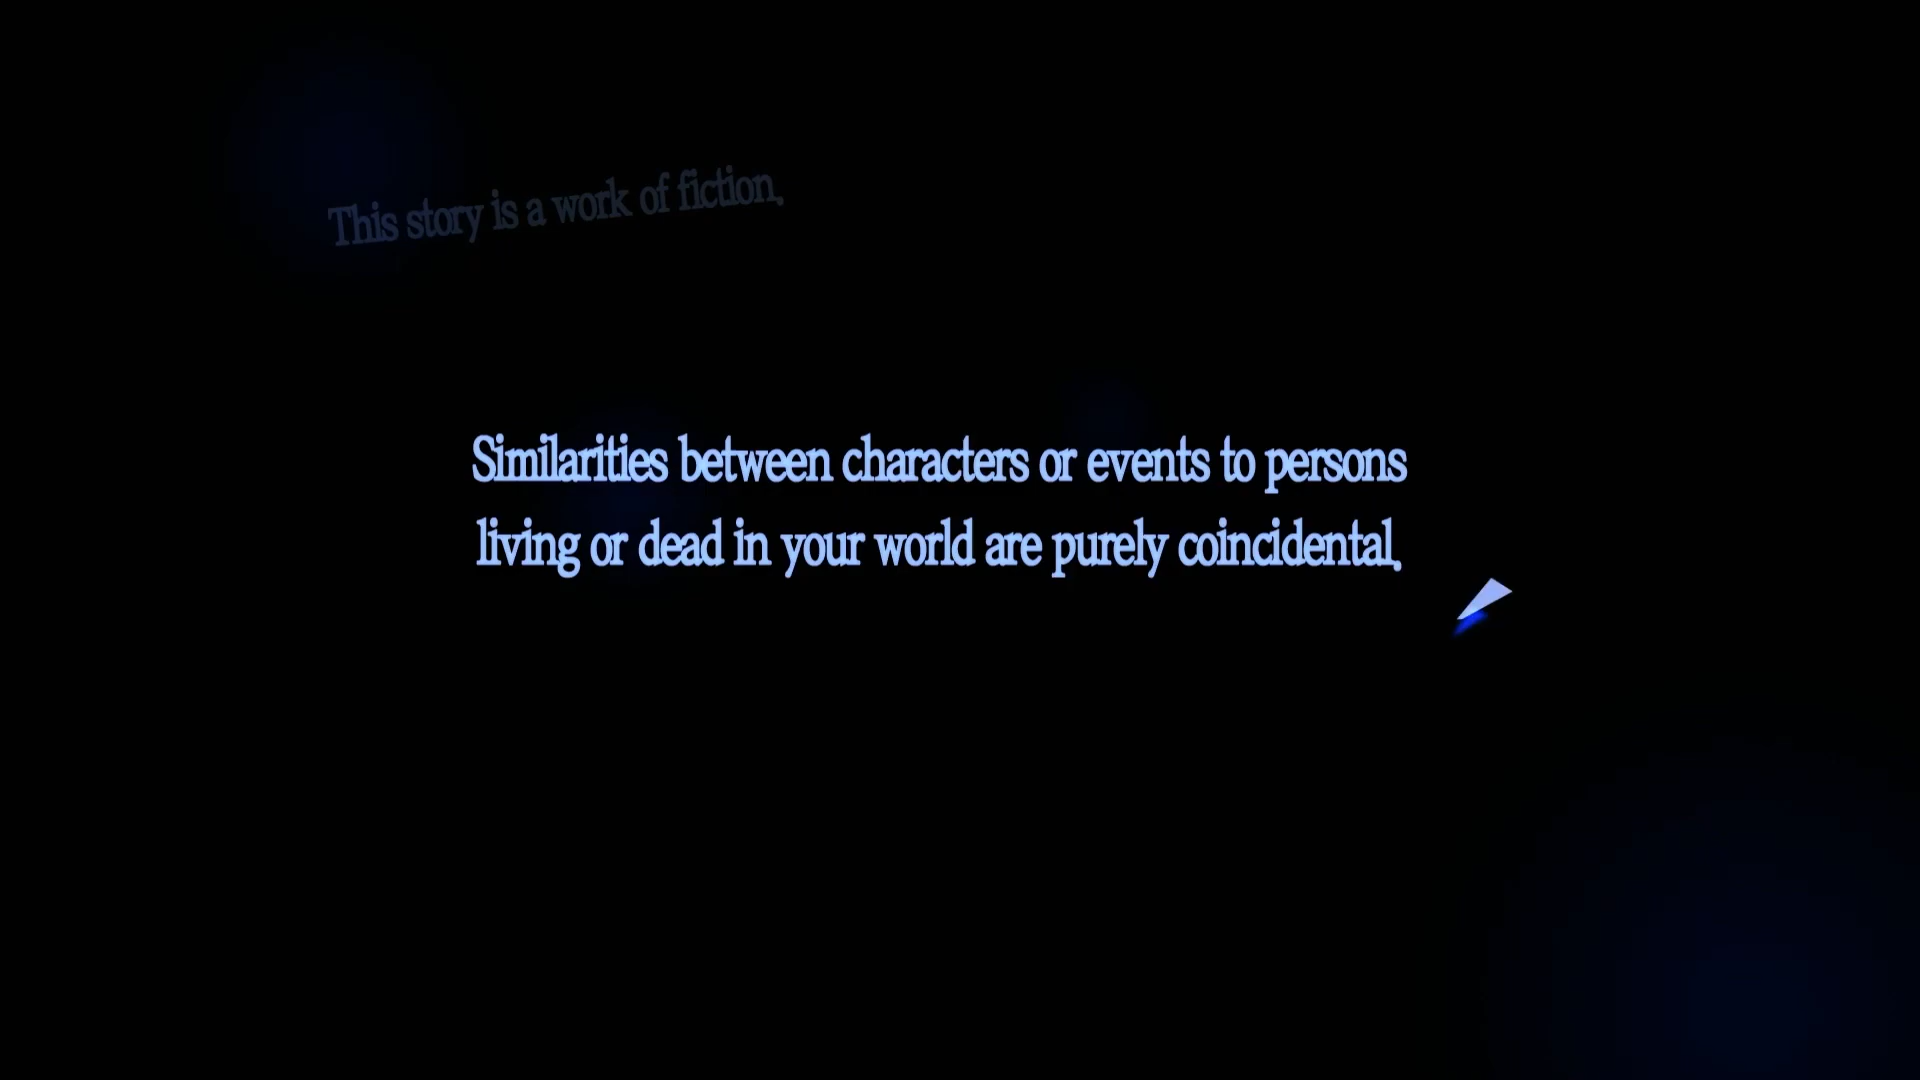 This story is a work of fiction.
Similarities between characters or events to persons
living or dead in your world are purely coincidental.